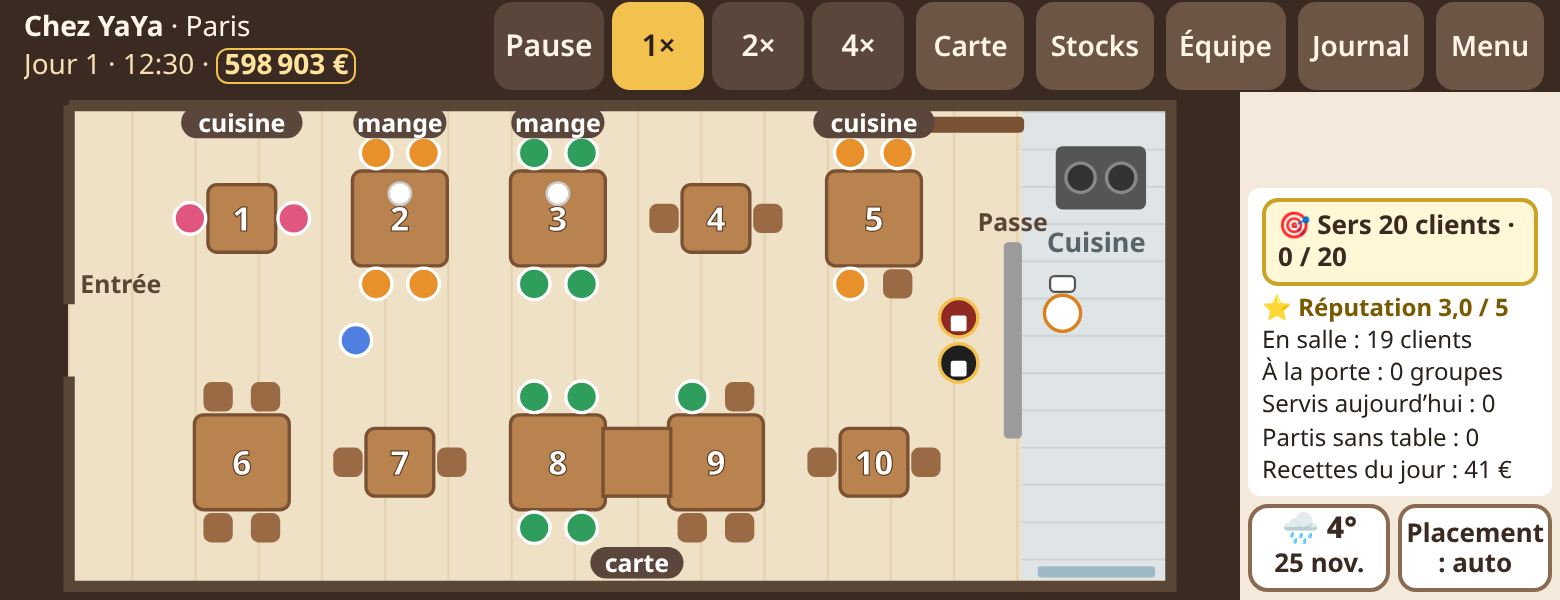 Chez YaYa · Paris
Jour 1 · 12:30 · 598 903 €
Pause
1×
2×
4×
Carte
Stocks
Équipe
Journal
Menu
cuisine
mange
mange
cuisine
1
2
3
4
5
Passe
Cuisine
Entrée
6
7
8
9
10
carte
🎯 Sers 20 clients ·
0 / 20
⭐ Réputation 3,0 / 5
En salle : 19 clients
À la porte : 0 groupes
Servis aujourd’hui : 0
Partis sans table : 0
Recettes du jour : 41 €
🌧️ 4°
25 nov.
Placement
: auto